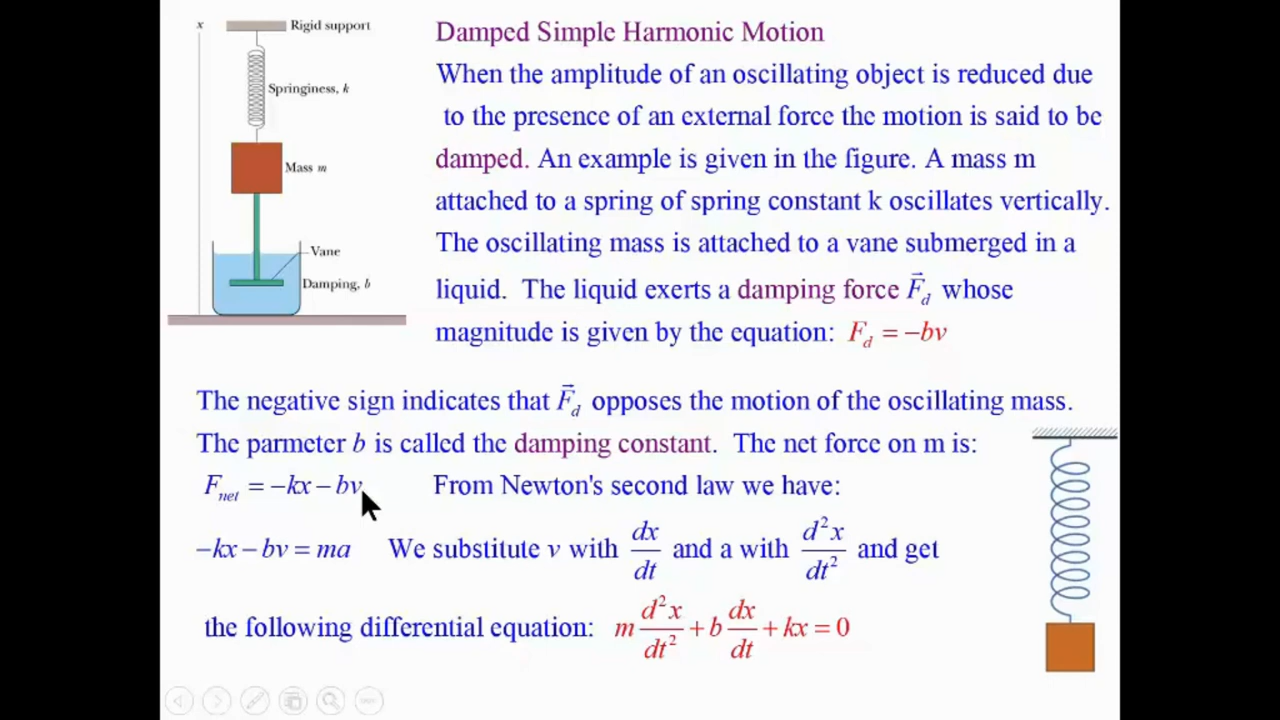 x
Rigid support
Springiness, k
Mass m
Vane
Damping, b
Damped Simple Harmonic Motion
When the amplitude of an oscillating object is reduced due
to the presence of an external force the motion is said to be
damped. An example is given in the figure. A mass m
attached to a spring of spring constant k oscillates vertically.
The oscillating mass is attached to a vane submerged in a
liquid. The liquid exerts a damping force F⃗_d whose
magnitude is given by the equation: F_d = −bv
The negative sign indicates that F⃗_d opposes the motion of the oscillating mass.
The parmeter b is called the damping constant. The net force on m is:
F_net = −kx − bv From Newton's second law we have:
−kx − bv = ma We substitute v with dx/dt and a with d²x/dt² and get
the following differential equation: m d²x/dt² + b dx/dt + kx = 0